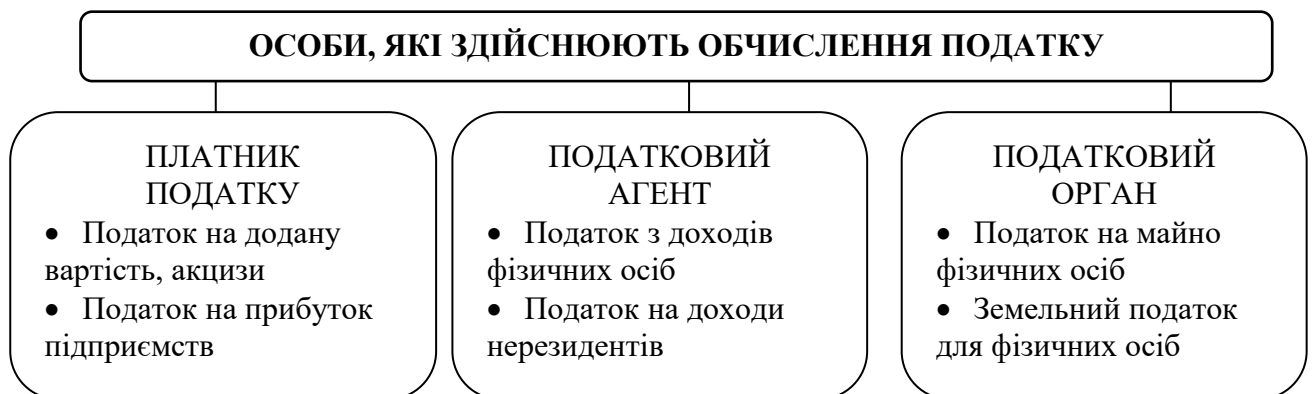 ОСОБИ, ЯКІ ЗДІЙСНЮЮТЬ ОБЧИСЛЕННЯ ПОДАТКУ
ПЛАТНИК
ПОДАТКУ
• Податок на додану
вартість, акцизи
• Податок на прибуток
підприємств
ПОДАТКОВИЙ
АГЕНТ
• Податок з доходів
фізичних осіб
• Податок на доходи
нерезидентів
ПОДАТКОВИЙ
ОРГАН
• Податок на майно
фізичних осіб
• Земельний податок
для фізичних осіб